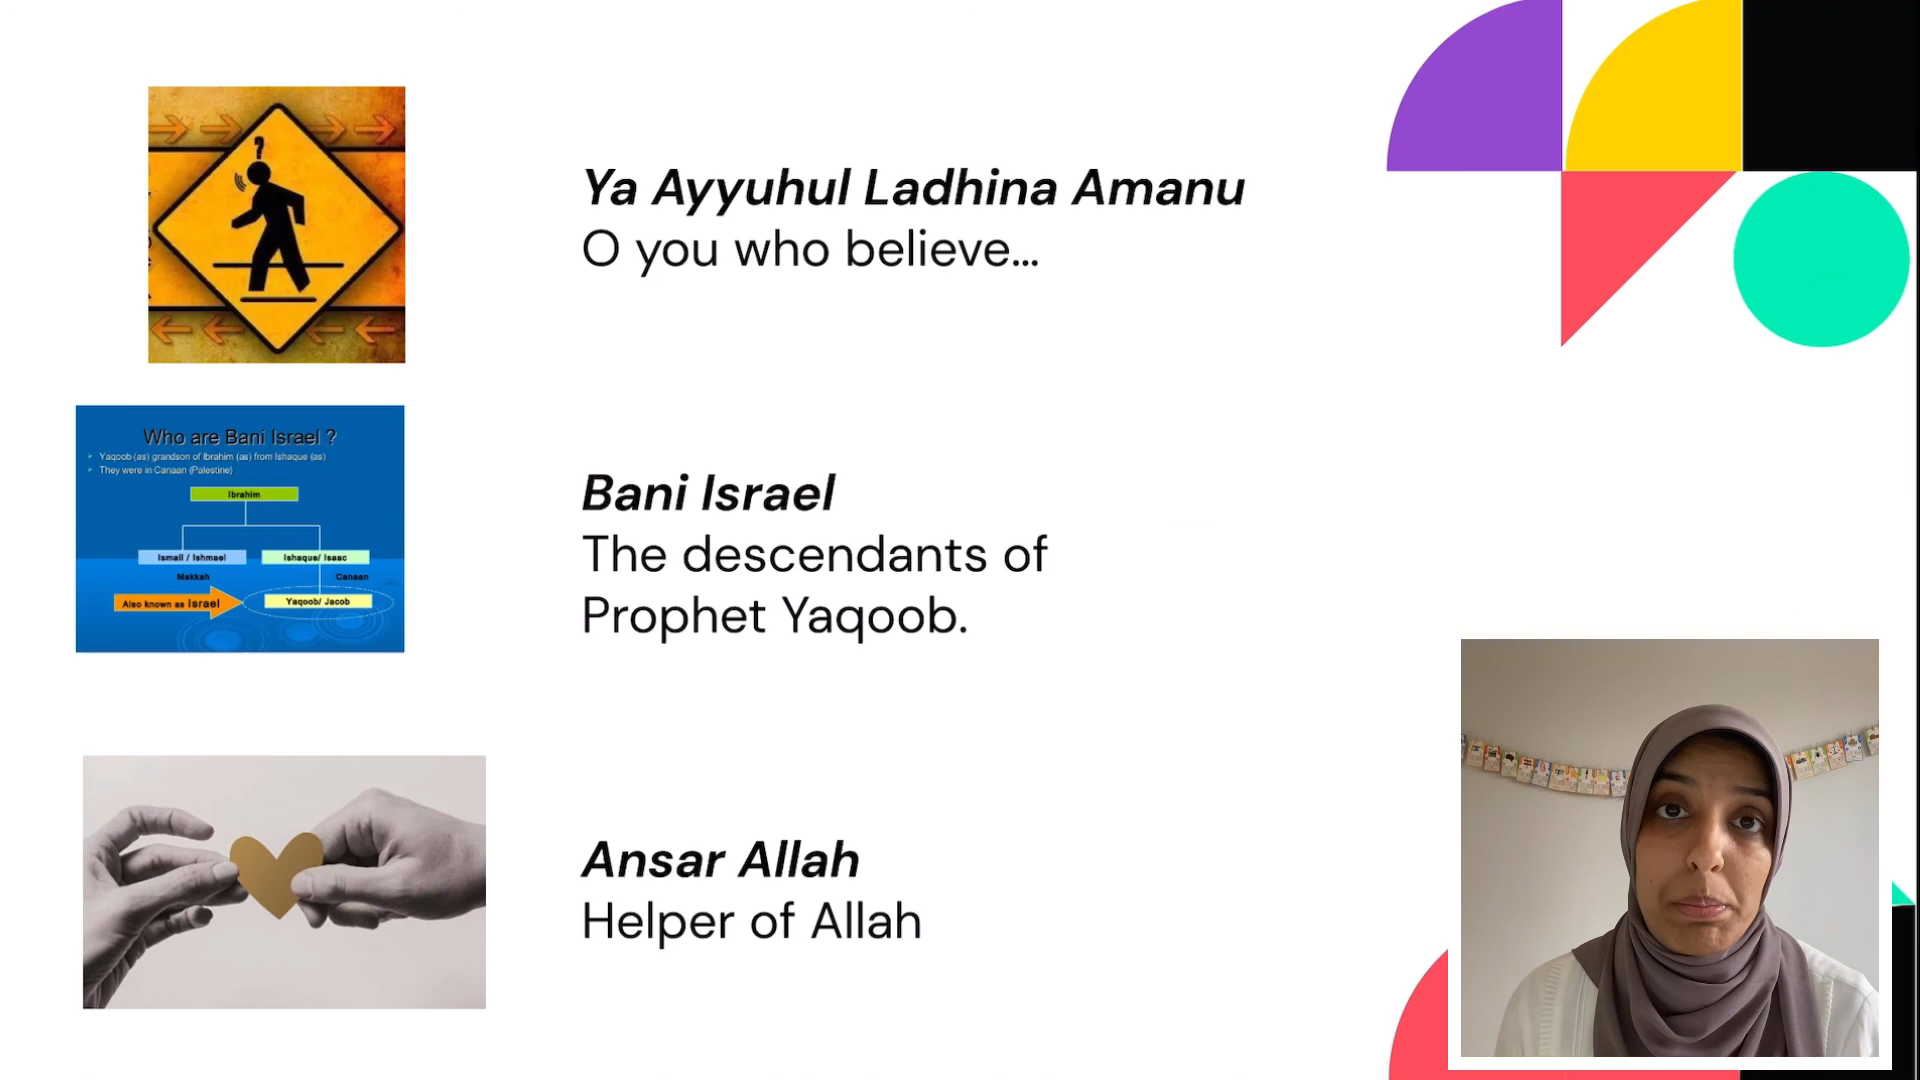 ?
Ya Ayyuhul Ladhina Amanu
O you who believe...
Who are Bani Israel ?
Yaqoob (as) grandson of Ibrahim (as) from Ishaque (as)
They were in Canaan (Palestine)
Ibrahim
Ismail / Ishmael
Ishaque/ Isaac
Makkah
Canaan
Also known as Israel
Yaqoob/ Jacob
Bani Israel
The descendants of
Prophet Yaqoob.
Ansar Allah
Helper of Allah